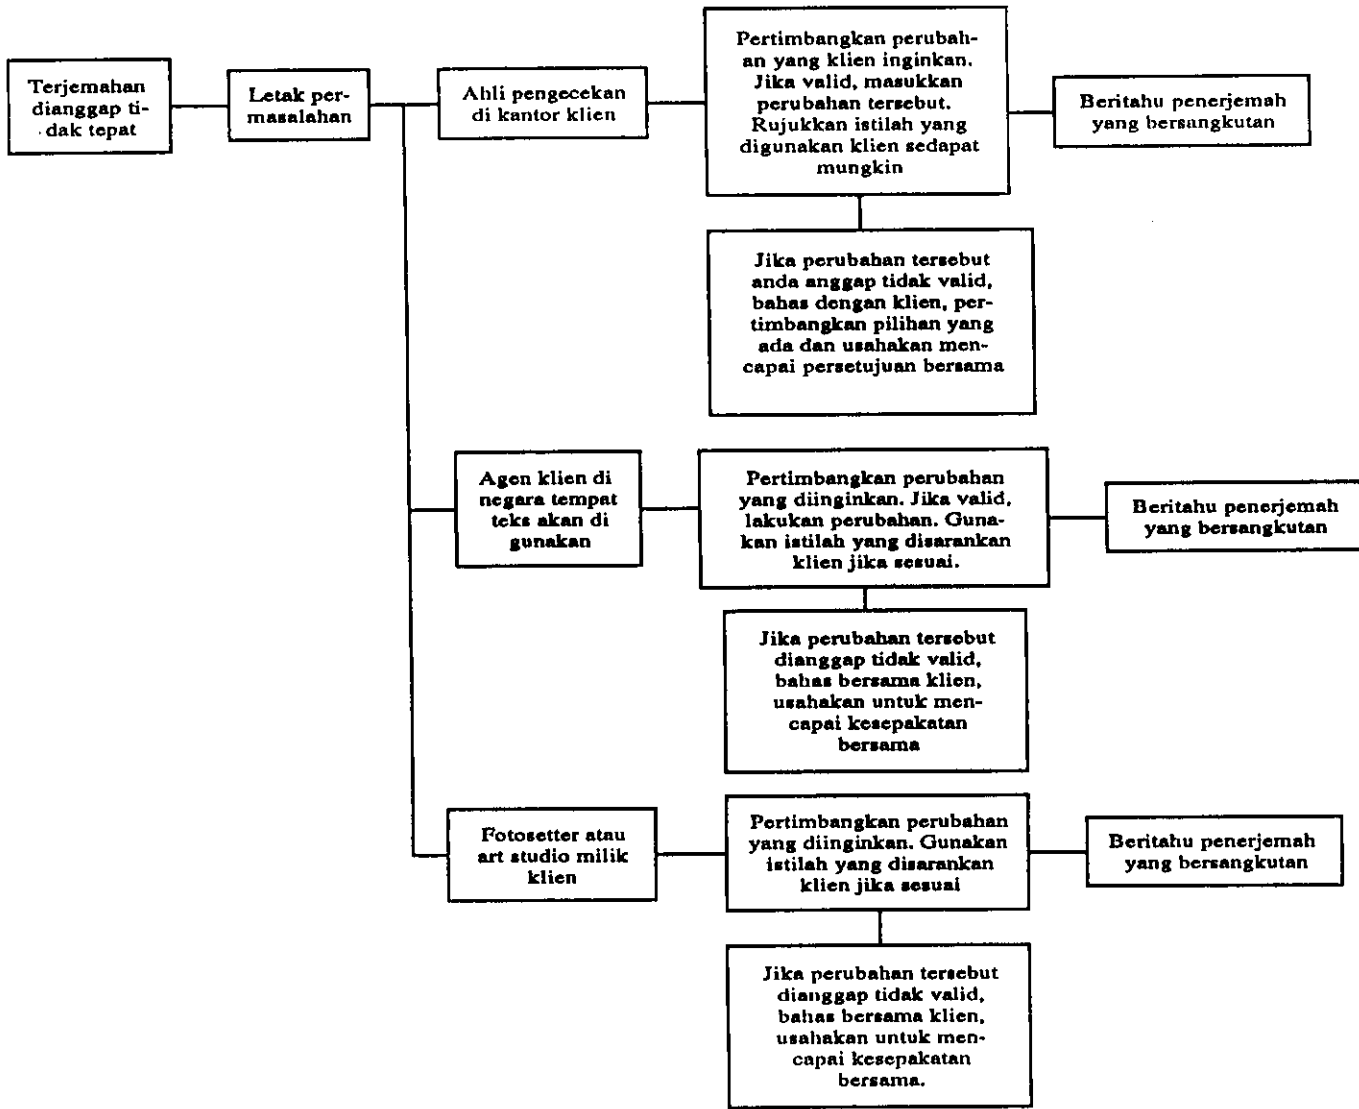 Terjemahan
dianggap ti-
dak tepat
Letak per-
masalahan
Ahli pengecekan
di kantor klien
Pertimbangkan perubah-
an yang klien inginkan.
Jika valid, masukkan
perubahan tersebut.
Rujukkan istilah yang
digunakan klien sedapat
mungkin
Beritahu penerjemah
yang bersangkutan
Jika perubahan tersebut
anda anggap tidak valid,
bahas dengan klien, per-
timbangkan pilihan yang
ada dan usahakan men-
capai persetujuan bersama
Agen klien di
negara tempat
teks akan di
gunakan
Pertimbangkan perubahan
yang diinginkan. Jika valid,
lakukan perubahan. Guna-
kan istilah yang disarankan
klien jika sesuai.
Beritahu penerjemah
yang bersangkutan
Jika perubahan tersebut
dianggap tidak valid,
bahas bersama klien,
usahakan untuk men-
capai kesepakatan
bersama
Fotosetter atau
art studio milik
klien
Pertimbangkan perubahan
yang diinginkan. Gunakan
istilah yang disarankan
klien jika sesuai
Beritahu penerjemah
yang bersangkutan
Jika perubahan tersebut
dianggap tidak valid,
bahas bersama klien,
usahakan untuk men-
capai kesepakatan
bersama.